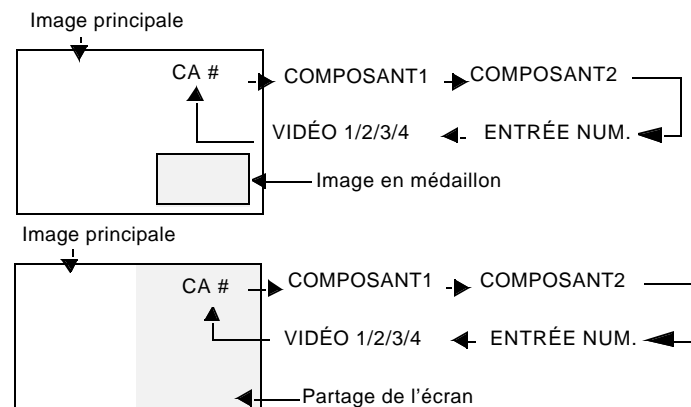 Image principale
CA # COMPOSANT1 COMPOSANT2
VIDÉO 1/2/3/4 ENTRÉE NUM.
Image en médaillon
Image principale
CA # COMPOSANT1 COMPOSANT2
VIDÉO 1/2/3/4 ENTRÉE NUM.
Partage de l'écran